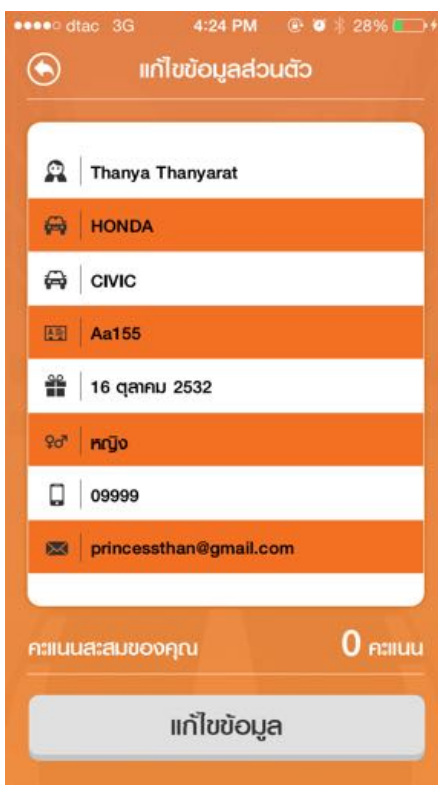 dtac 3G 4:24 PM 28%
แก้ไขข้อมูลส่วนตัว
Thanya Thanyarat
HONDA
CIVIC
Aa155
16 ตุลาคม 2532
หญิง
09999
princessthan@gmail.com
คะแนนสะสมของคุณ 0 คะแนน
แก้ไขข้อมูล